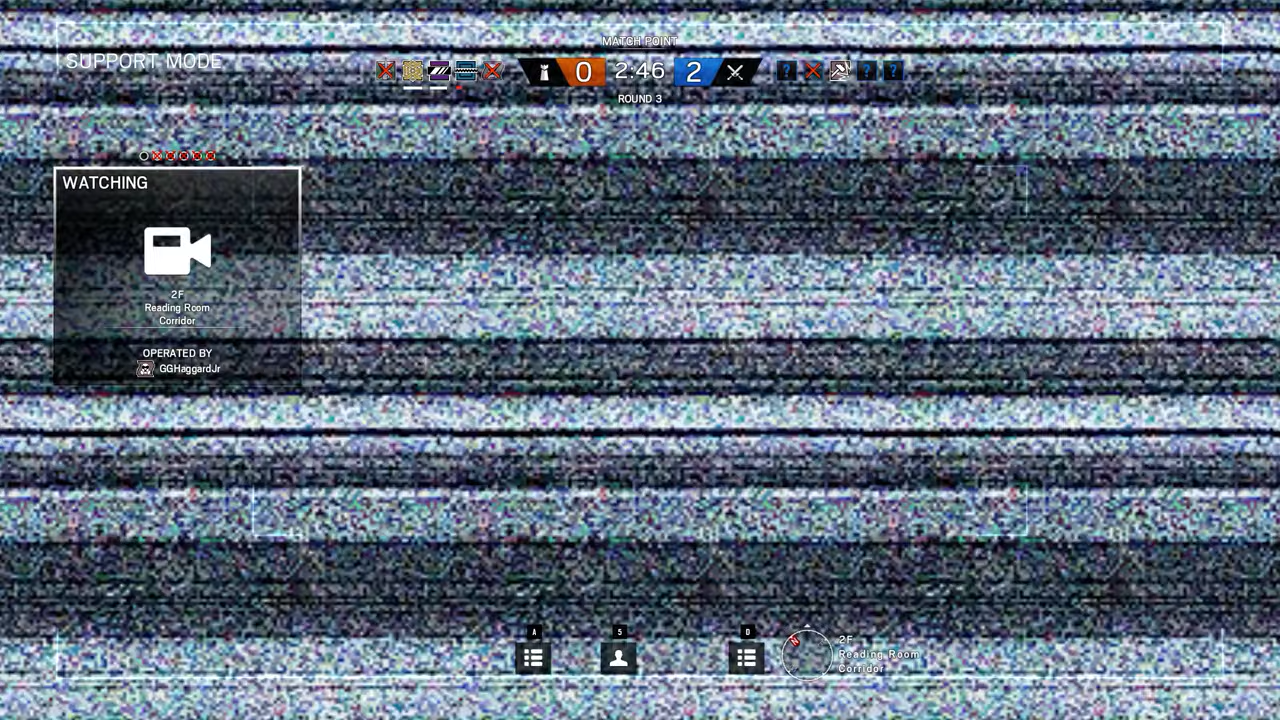 MATCH POINT
SUPPORT MODE
0 2:46 2
? ? ? ?
ROUND 3
WATCHING
2F
Reading Room
Corridor
OPERATED BY
GGHaggardJr
A 5 D
N
2F
Reading Room
Corridor